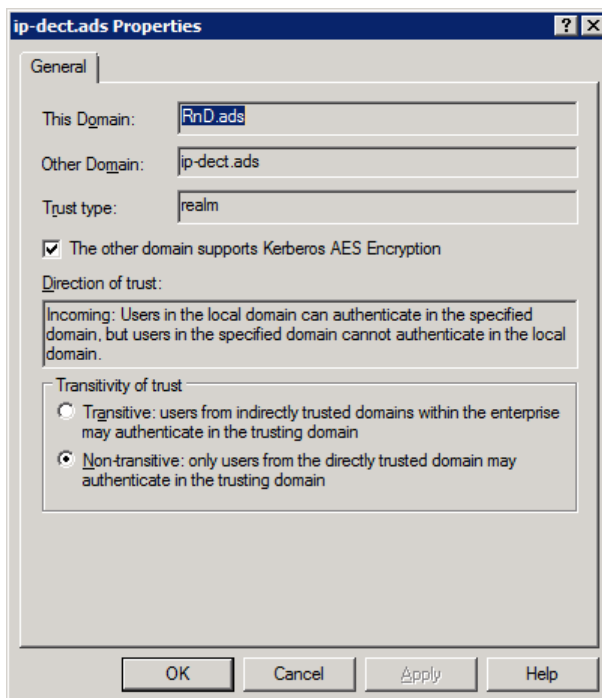 ip-dect.ads Properties
General
This Domain: RnD.ads
Other Domain: ip-dect.ads
Trust type: realm
The other domain supports Kerberos AES Encryption
Direction of trust:
Incoming: Users in the local domain can authenticate in the specified
domain, but users in the specified domain cannot authenticate in the local
domain.
Transitivity of trust
Transitive: users from indirectly trusted domains within the enterprise
may authenticate in the trusting domain
Non-transitive: only users from the directly trusted domain may
authenticate in the trusting domain
OK Cancel Apply Help